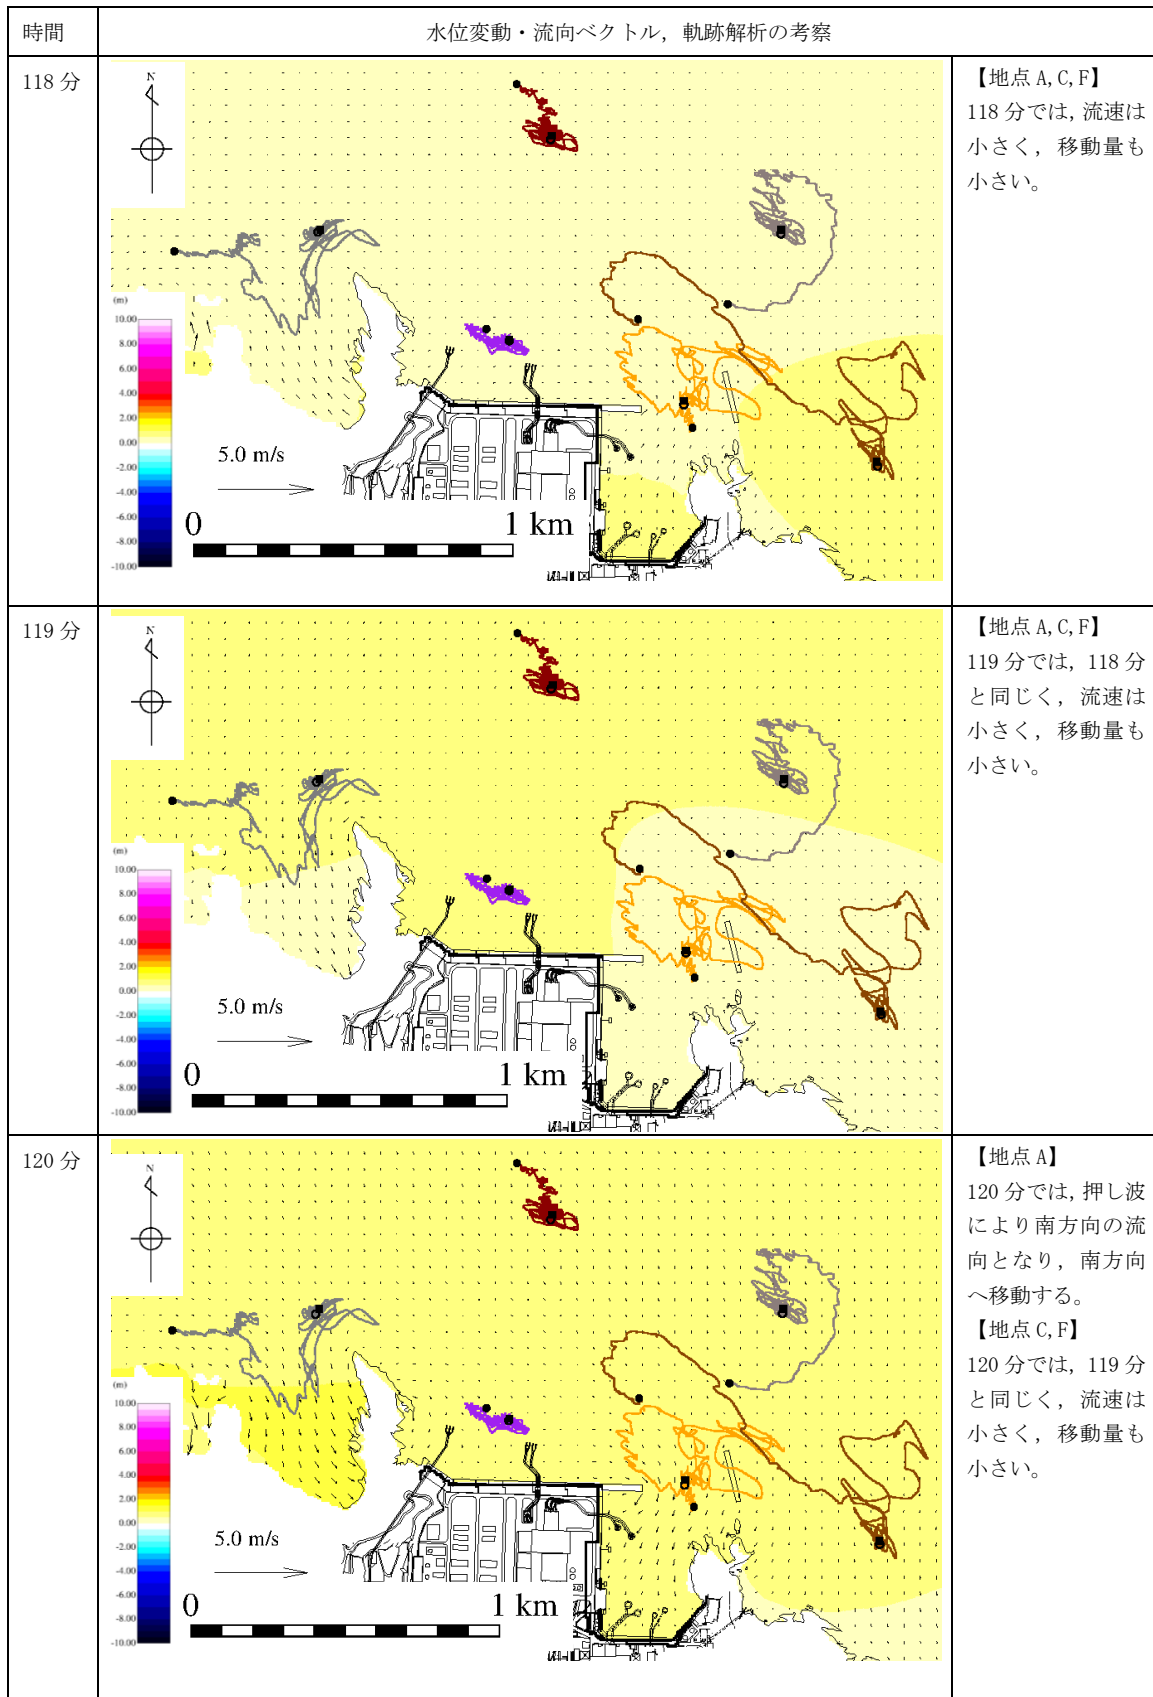 時間
水位変動・流向ベクトル，軌跡解析の考察
118 分
N
(m)
10.00
8.00
6.00
4.00
2.00
0.00
-2.00
-4.00
-6.00
-8.00
-10.00
5.0 m/s
0
1 km
【地点 A, C, F】
118 分では，流速は
小さく，移動量も
小さい。
119 分
N
(m)
10.00
8.00
6.00
4.00
2.00
0.00
-2.00
-4.00
-6.00
-8.00
-10.00
5.0 m/s
0
1 km
【地点 A, C, F】
119 分では，118 分
と同じく，流速は
小さく，移動量も
小さい。
120 分
N
(m)
10.00
8.00
6.00
4.00
2.00
0.00
-2.00
-4.00
-6.00
-8.00
-10.00
5.0 m/s
0
1 km
【地点 A】
120 分では，押し波
により南方向の流
向となり，南方向
へ移動する。
【地点 C, F】
120 分では，119 分
と同じく，流速は
小さく，移動量も
小さい。